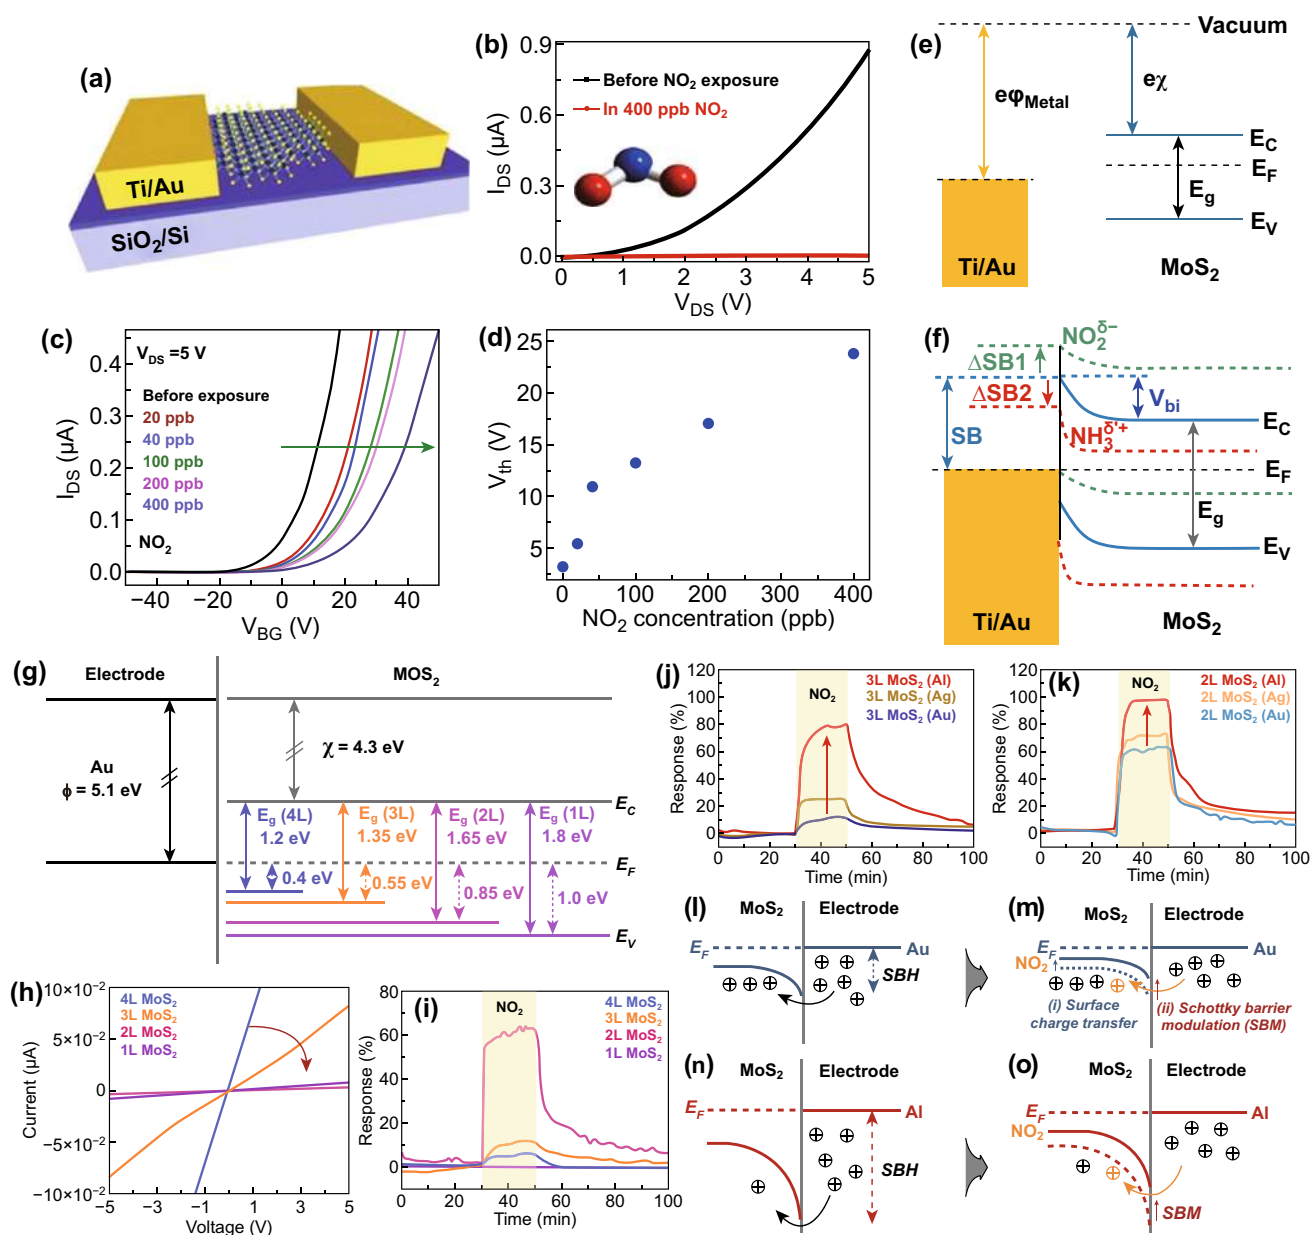 (a)
Ti/Au
SiO2/Si
(b)
0.9
0.6
0.3
0.0
IDS (μA)
Before NO2 exposure
In 400 ppb NO2
0 1 2 3 4 5
VDS (V)
(e)
Vacuum
eφMetal
eχ
EC
EF
Eg
EV
Ti/Au
MoS2
(c)
0.4
0.3
0.2
0.1
0.0
IDS (μA)
VDS =5 V
Before exposure
20 ppb
40 ppb
100 ppb
200 ppb
400 ppb
NO2
−40 −20 0 20 40
VBG (V)
(d)
25
20
15
10
5
Vth (V)
0 100 200 300 400
NO2 concentration (ppb)
(f)
NO2δ−
ΔSB1
ΔSB2
Vbi
SB
NH3δ'+
EC
EF
Eg
EV
Ti/Au
MoS2
(g)
Electrode
MOS2
Au
ϕ = 5.1 eV
χ = 4.3 eV
EC
Eg (4L)
1.2 eV
Eg (3L)
1.35 eV
Eg (2L)
1.65 eV
Eg (1L)
1.8 eV
EF
0.4 eV
0.55 eV
0.85 eV
1.0 eV
EV
(j)
120
100
80
60
40
20
0
Response (%)
NO2
3L MoS2 (Al)
3L MoS2 (Ag)
3L MoS2 (Au)
0 20 40 60 80 100
Time (min)
(k)
120
100
80
60
40
20
0
Response (%)
NO2
2L MoS2 (Al)
2L MoS2 (Ag)
2L MoS2 (Au)
0 20 40 60 80 100
Time (min)
(h)
10×10−2
5×10−2
0
−5×10−2
−10×10−2
Currrent (μA)
4L MoS2
3L MoS2
2L MoS2
1L MoS2
−5 −3 −1 1 3 5
Voltage (V)
(i)
80
60
40
20
0
Response (%)
NO2
4L MoS2
3L MoS2
2L MoS2
1L MoS2
0 20 40 60 80 100
Time (min)
(l)
MoS2
Electrode
EF
Au
SBH
(m)
MoS2
Electrode
EF
Au
NO2
(i) Surface
charge transfer
(ii) Schottky barrier
modulation (SBM)
(n)
MoS2
Electrode
EF
Al
SBH
(o)
MoS2
Electrode
EF
Al
NO2
SBM